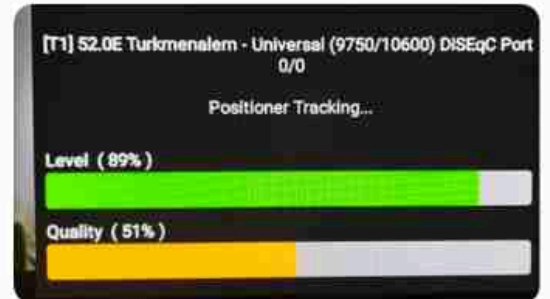 [T1] 52.0E Turkmenalem - Universal (9750/10600) DiSEqC Port
0/0
Positioner Tracking...
Level ( 89% )
Quality ( 51% )